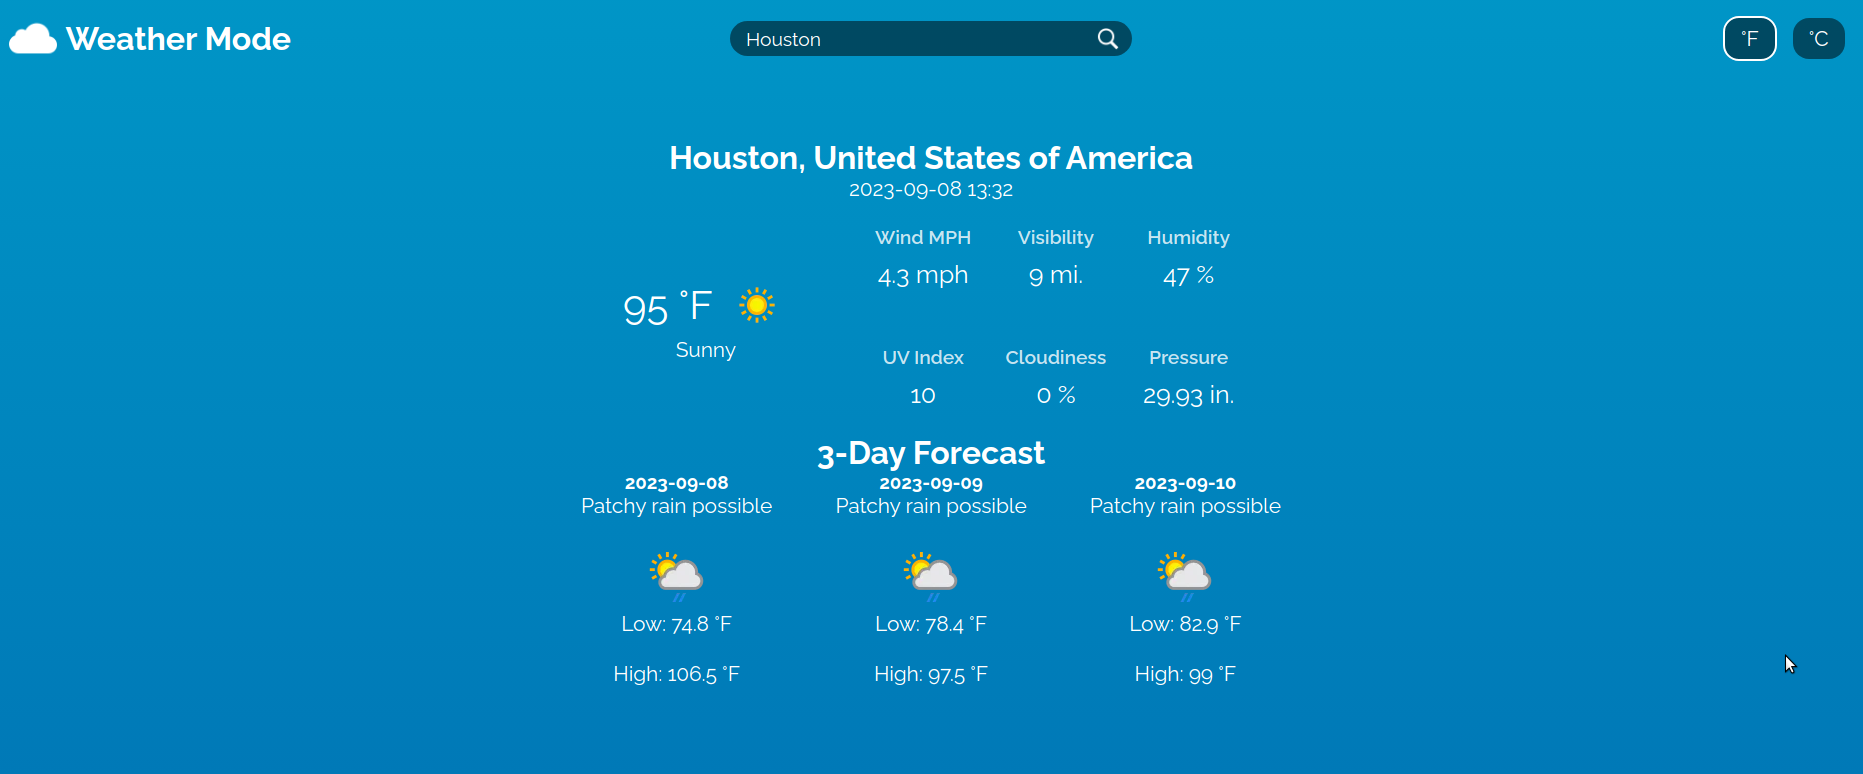 Weather Mode
Houston
°F
°C
Houston, United States of America
2023-09-08 13:32
95 °F
Sunny
Wind MPH
4.3 mph
Visibility
9 mi.
Humidity
47 %
UV Index
10
Cloudiness
0 %
Pressure
29.93 in.
3-Day Forecast
2023-09-08
Patchy rain possible
Low: 74.8 °F
High: 106.5 °F
2023-09-09
Patchy rain possible
Low: 78.4 °F
High: 97.5 °F
2023-09-10
Patchy rain possible
Low: 82.9 °F
High: 99 °F